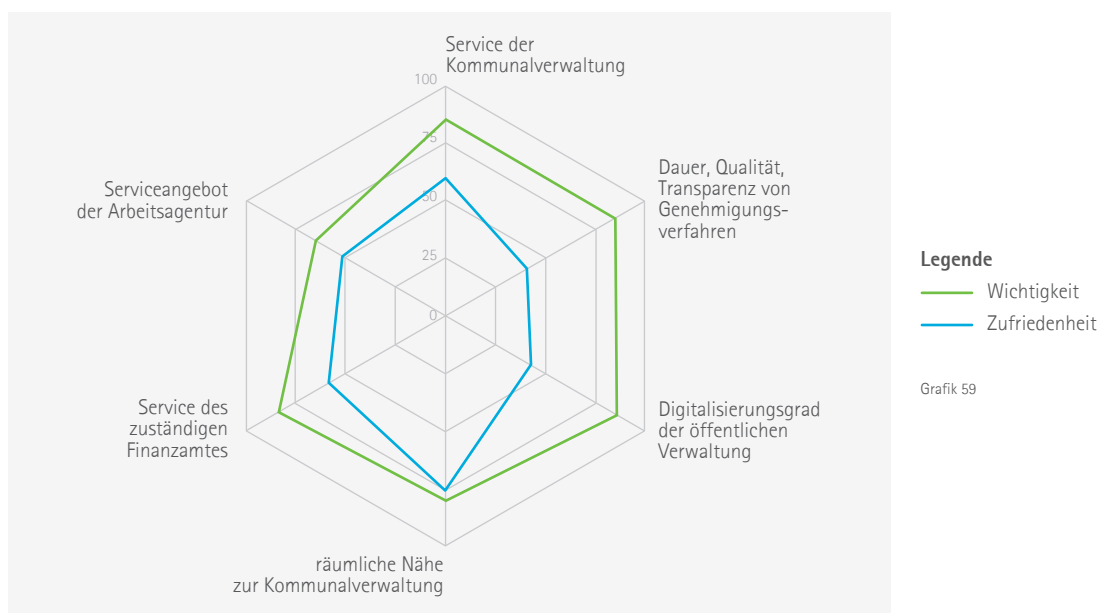 Service der
Kommunalverwaltung
100
75
50
25
0
Dauer, Qualität,
Transparenz von
Genehmigungs-
verfahren
Digitalisierungsgrad
der öffentlichen
Verwaltung
räumliche Nähe
zur Kommunalverwaltung
Service des
zuständigen
Finanzamtes
Serviceangebot
der Arbeitsagentur
Legende
Wichtigkeit
Zufriedenheit
Grafik 59